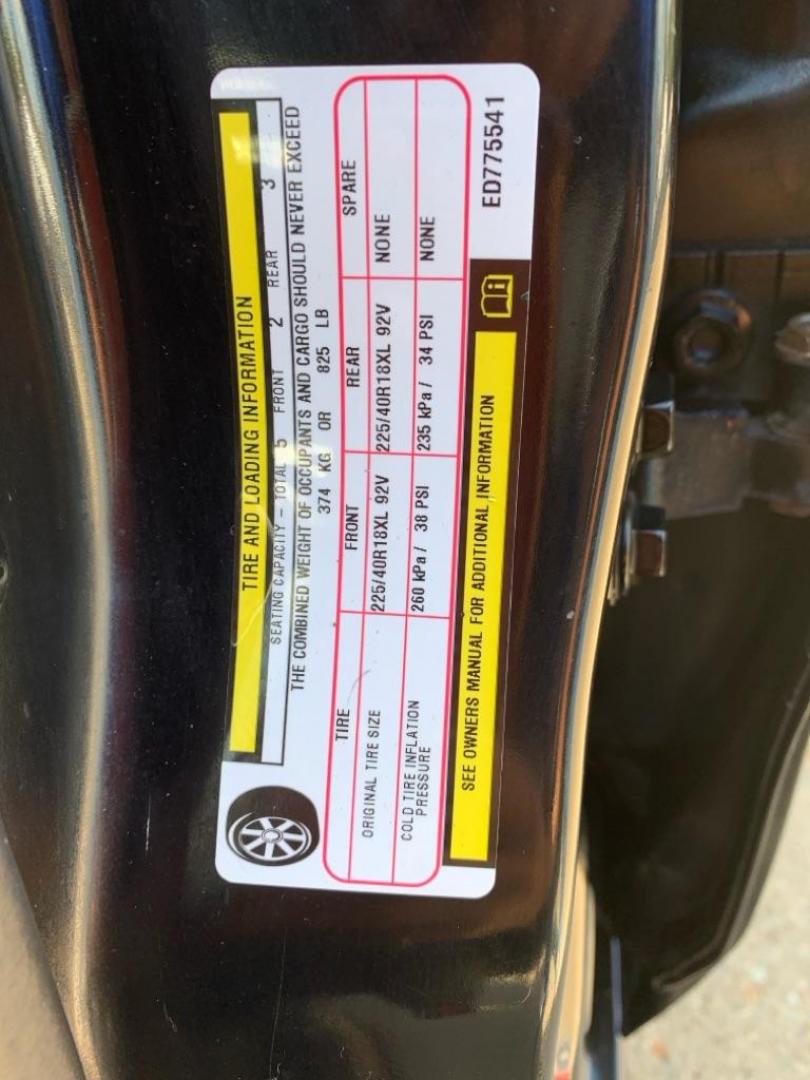 TIRE AND LOADING INFORMATION
SEATING CAPACITY - TOTAL 5 FRONT 2 REAR 3
THE COMBINED WEIGHT OF OCCUPANTS AND CARGO SHOULD NEVER EXCEED
374 KG OR 825 LB
TIRE FRONT REAR SPARE
ORIGINAL TIRE SIZE 225/40R18XL 92V 225/40R18XL 92V NONE
COLD TIRE INFLATION PRESSURE 260 kPa/ 38 PSI 235 kPa/ 34 PSI NONE
SEE OWNERS MANUAL FOR ADDITIONAL INFORMATION
ED775541